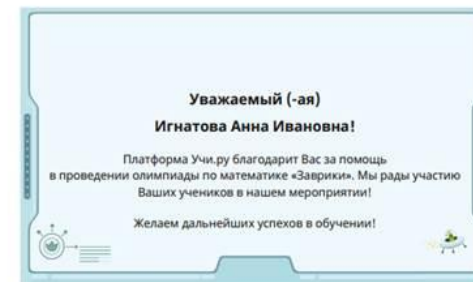 Уважаемый (-ая)
Игнатова Анна Ивановна!
Платформа Учи.ру благодарит Вас за помощь
в проведении олимпиады по математике «Заврики». Мы рады участию
Ваших учеников в нашем мероприятии!
Желаем дальнейших успехов в обучении!